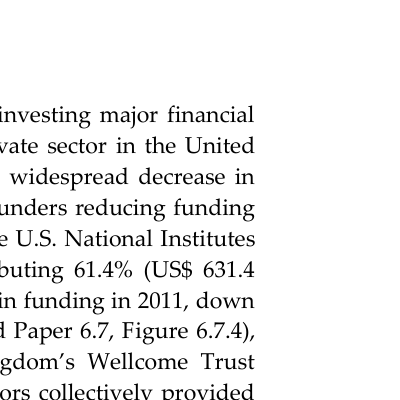 investing major financial
vate sector in the United
widespread decrease in
unders reducing funding
e U.S. National Institutes
buting 61.4% (US$ 631.4
in funding in 2011, down
d Paper 6.7, Figure 6.7.4),
gdom's Wellcome Trust
ors collectively provided